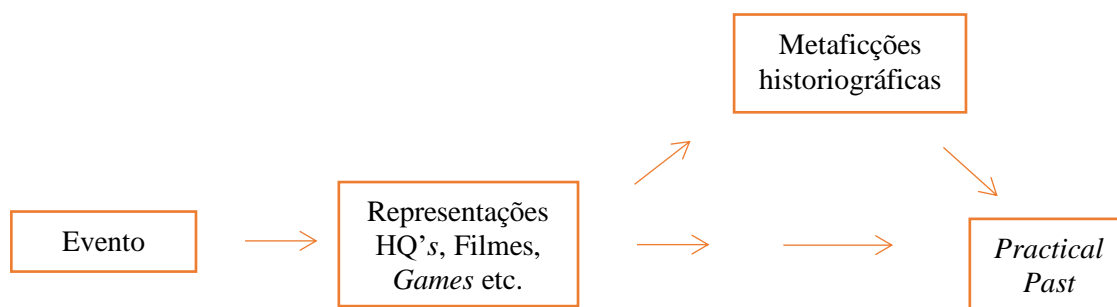 Metaficções
historiográficas
Evento
Representações
HQ’s, Filmes,
Games etc.
Practical
Past